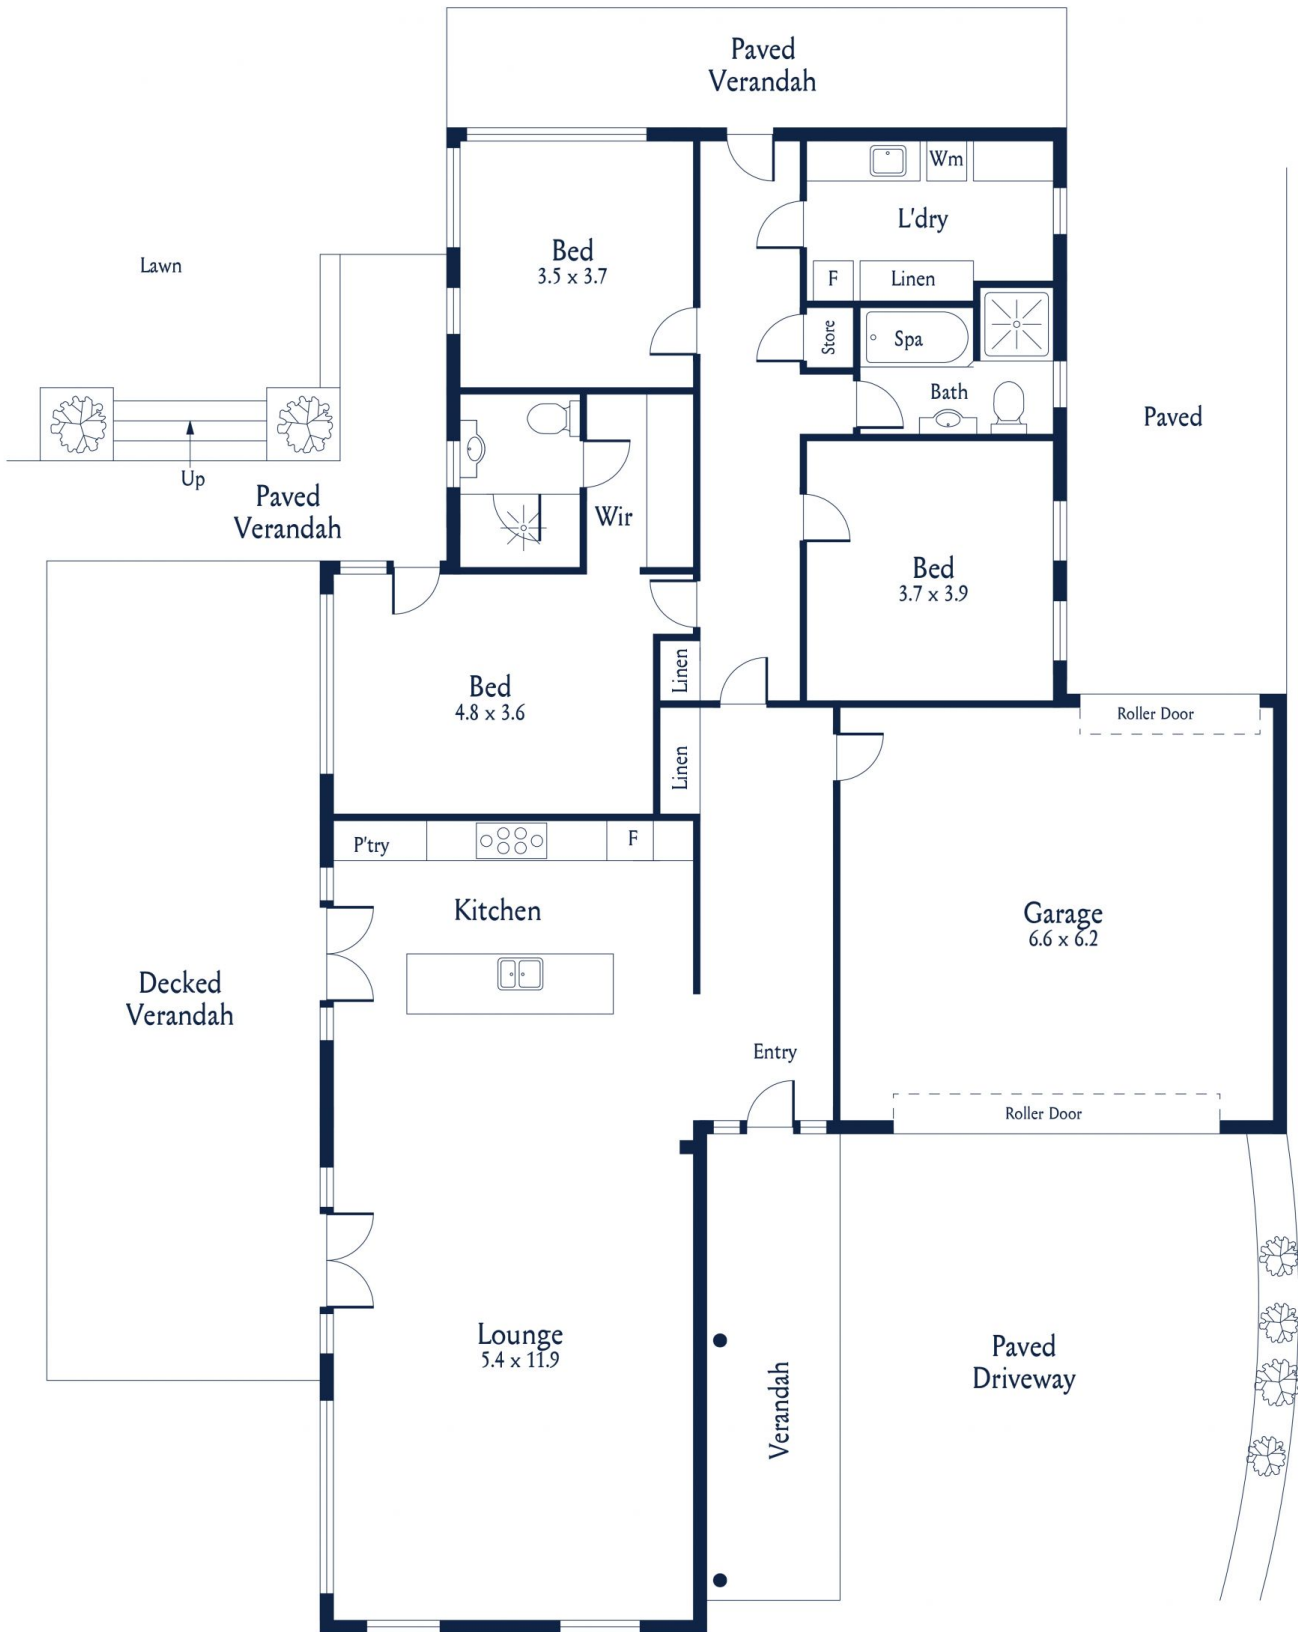 Paved
Verandah
Wm
L'dry
Bed
3.5 x 3.7
Lawn
F
Linen
Store
Spa
Bath
Paved
Up
Paved
Verandah
Wir
Bed
3.7 x 3.9
Linen
Bed
4.8 x 3.6
Roller Door
Linen
P'try
F
Kitchen
Garage
6.6 x 6.2
Decked
Verandah
Entry
Roller Door
Lounge
5.4 x 11.9
Verandah
Paved
Driveway